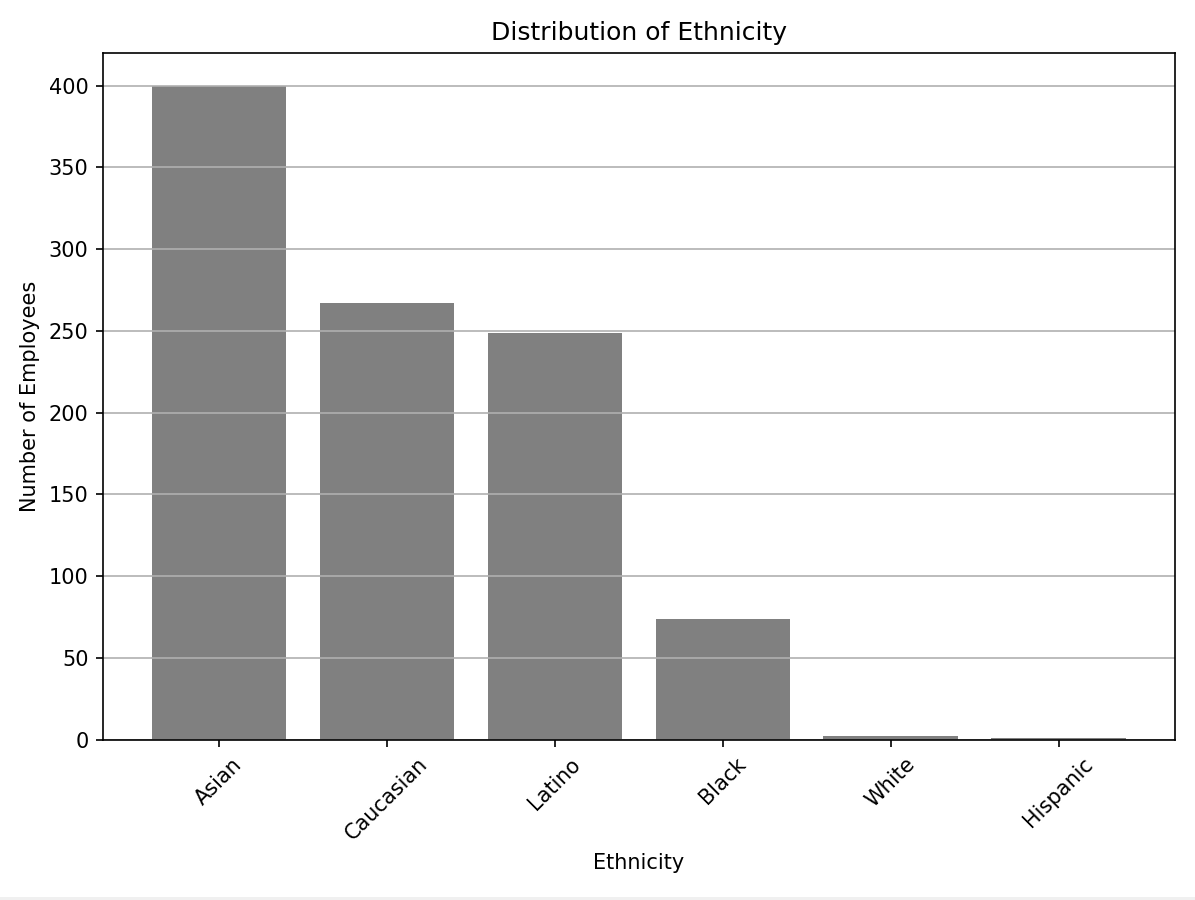 Distribution of Ethnicity
Number of Employees
400
350
300
250
200
150
100
50
0
Asian
Caucasian
Latino
Black
White
Hispanic
Ethnicity